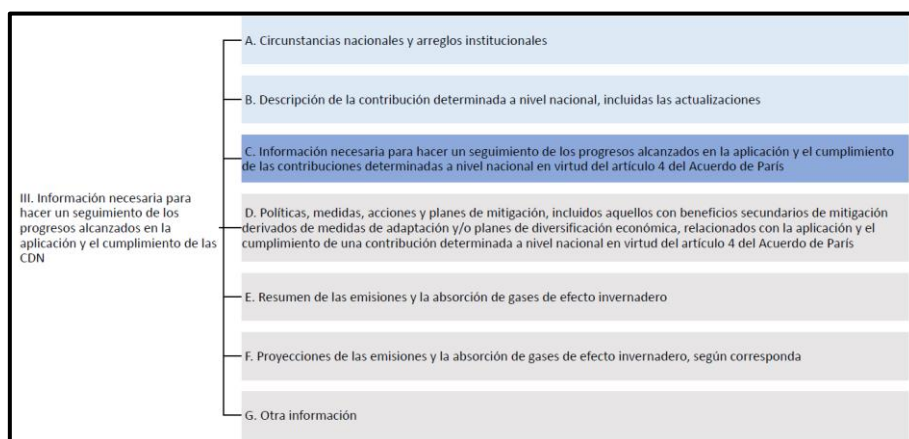 A. Circunstancias nacionales y arreglos institucionales
B. Descripción de la contribución determinada a nivel nacional, incluidas las actualizaciones
C. Información necesaria para hacer un seguimiento de los progresos alcanzados en la aplicación y el cumplimiento
de las contribuciones determinadas a nivel nacional en virtud del artículo 4 del Acuerdo de París
III. Información necesaria para
hacer un seguimiento de los
progresos alcanzados en la
aplicación y el cumplimiento de las
CDN
D. Políticas, medidas, acciones y planes de mitigación, incluidos aquellos con beneficios secundarios de mitigación
derivados de medidas de adaptación y/o planes de diversificación económica, relacionados con la aplicación y el
cumplimiento de una contribución determinada a nivel nacional en virtud del artículo 4 del Acuerdo de París
E. Resumen de las emisiones y la absorción de gases de efecto invernadero
F. Proyecciones de las emisiones y la absorción de gases de efecto invernadero, según corresponda
G. Otra información